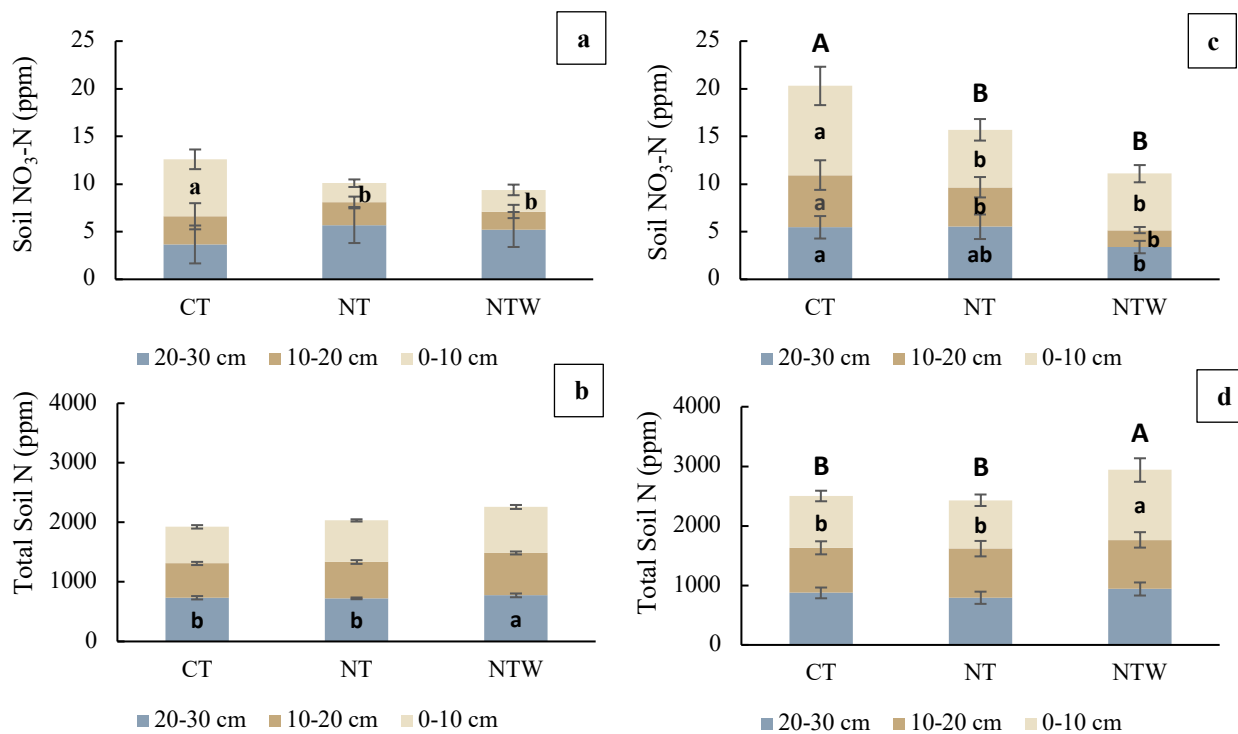 a
Soil NO₃-N (ppm)
25
20
15
10
5
0
a
b
b
CT NT NTW
20-30 cm 10-20 cm 0-10 cm
c
Soil NO₃-N (ppm)
25
20
15
10
5
0
A
B
B
a
b
b
a
b
b
a
ab
b
CT NT NTW
20-30 cm 10-20 cm 0-10 cm
b
Total Soil N (ppm)
4000
3000
2000
1000
0
b
b
a
CT NT NTW
20-30 cm 10-20 cm 0-10 cm
d
Total Soil N (ppm)
4000
3000
2000
1000
0
B
B
A
b
b
a
CT NT NTW
20-30 cm 10-20 cm 0-10 cm